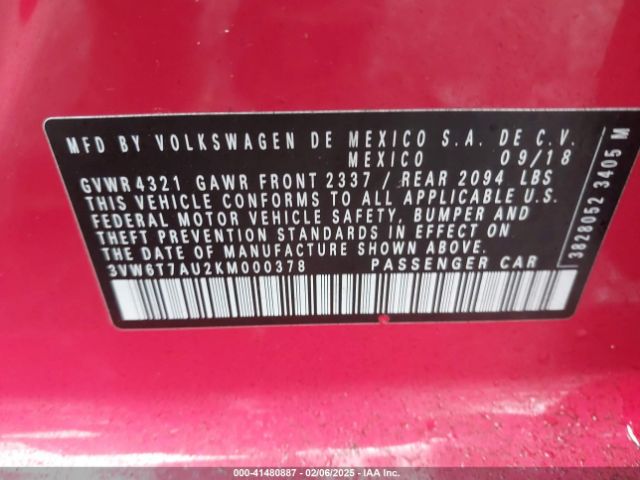 MFD BY VOLKSWAGEN DE MEXICO S.A. DE C.V.
MEXICO 09/18
GVWR 4321 GAWR FRONT 2337 / REAR 2094 LBS
THIS VEHICLE CONFORMS TO ALL APPLICABLE U.S.
FEDERAL MOTOR VEHICLE SAFETY, BUMPER AND
THEFT PREVENTION STANDARDS IN EFFECT ON
THE DATE OF MANUFACTURE SHOWN ABOVE.
3VW6T7AU2KM000378 PASSENGER CAR
3828052 3405 M
000-41480887 - 02/06/2025 - IAA Inc.